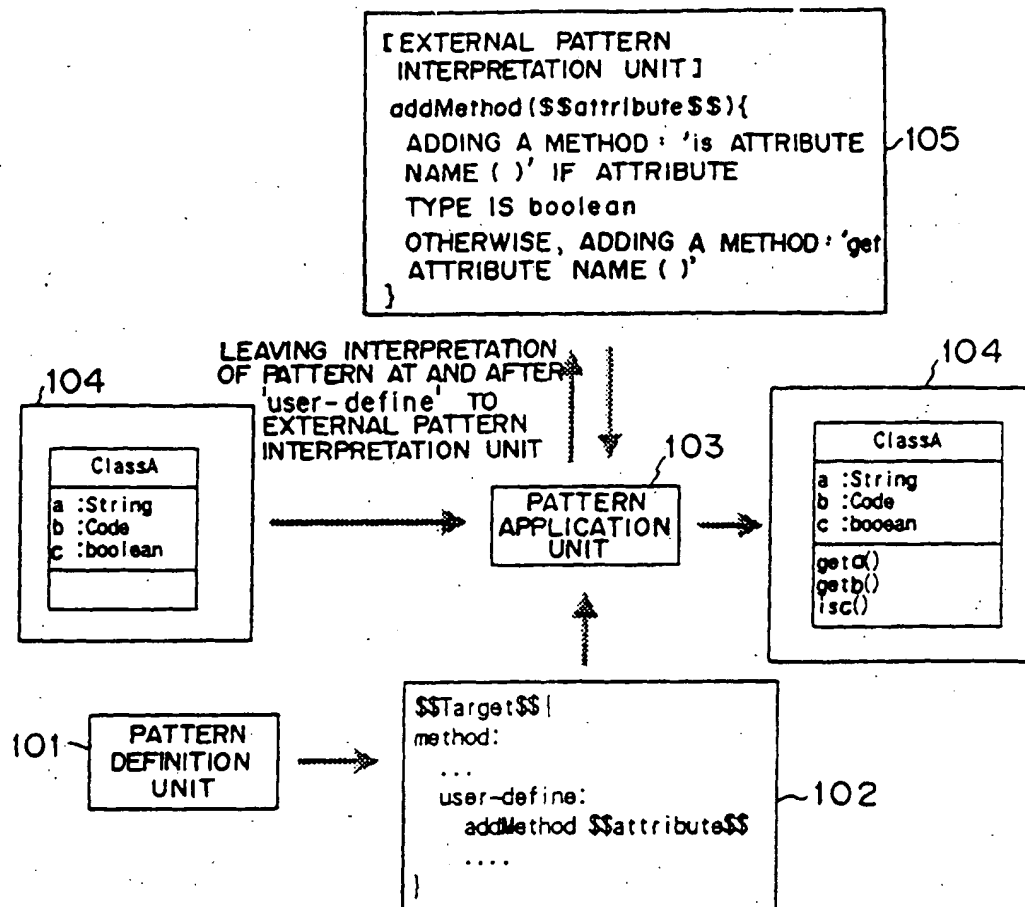 [EXTERNAL PATTERN
INTERPRETATION UNIT]
addMethod($$attribute$$){
ADDING A METHOD: 'is ATTRIBUTE
NAME ( )' IF ATTRIBUTE
TYPE IS boolean
OTHERWISE, ADDING A METHOD: 'get
ATTRIBUTE NAME ( )'
}
105
LEAVING INTERPRETATION
OF PATTERN AT AND AFTER
'user-define' TO
EXTERNAL PATTERN
INTERPRETATION UNIT
104
ClassA
a :String
b :Code
c :boolean
103
PATTERN
APPLICATION
UNIT
104
ClassA
a :String
b :Code
c :booean
geta()
getb()
isc()
101
PATTERN
DEFINITION
UNIT
$$Target$${
method:
...
user-define:
addMethod $$attribute$$
....
}
102